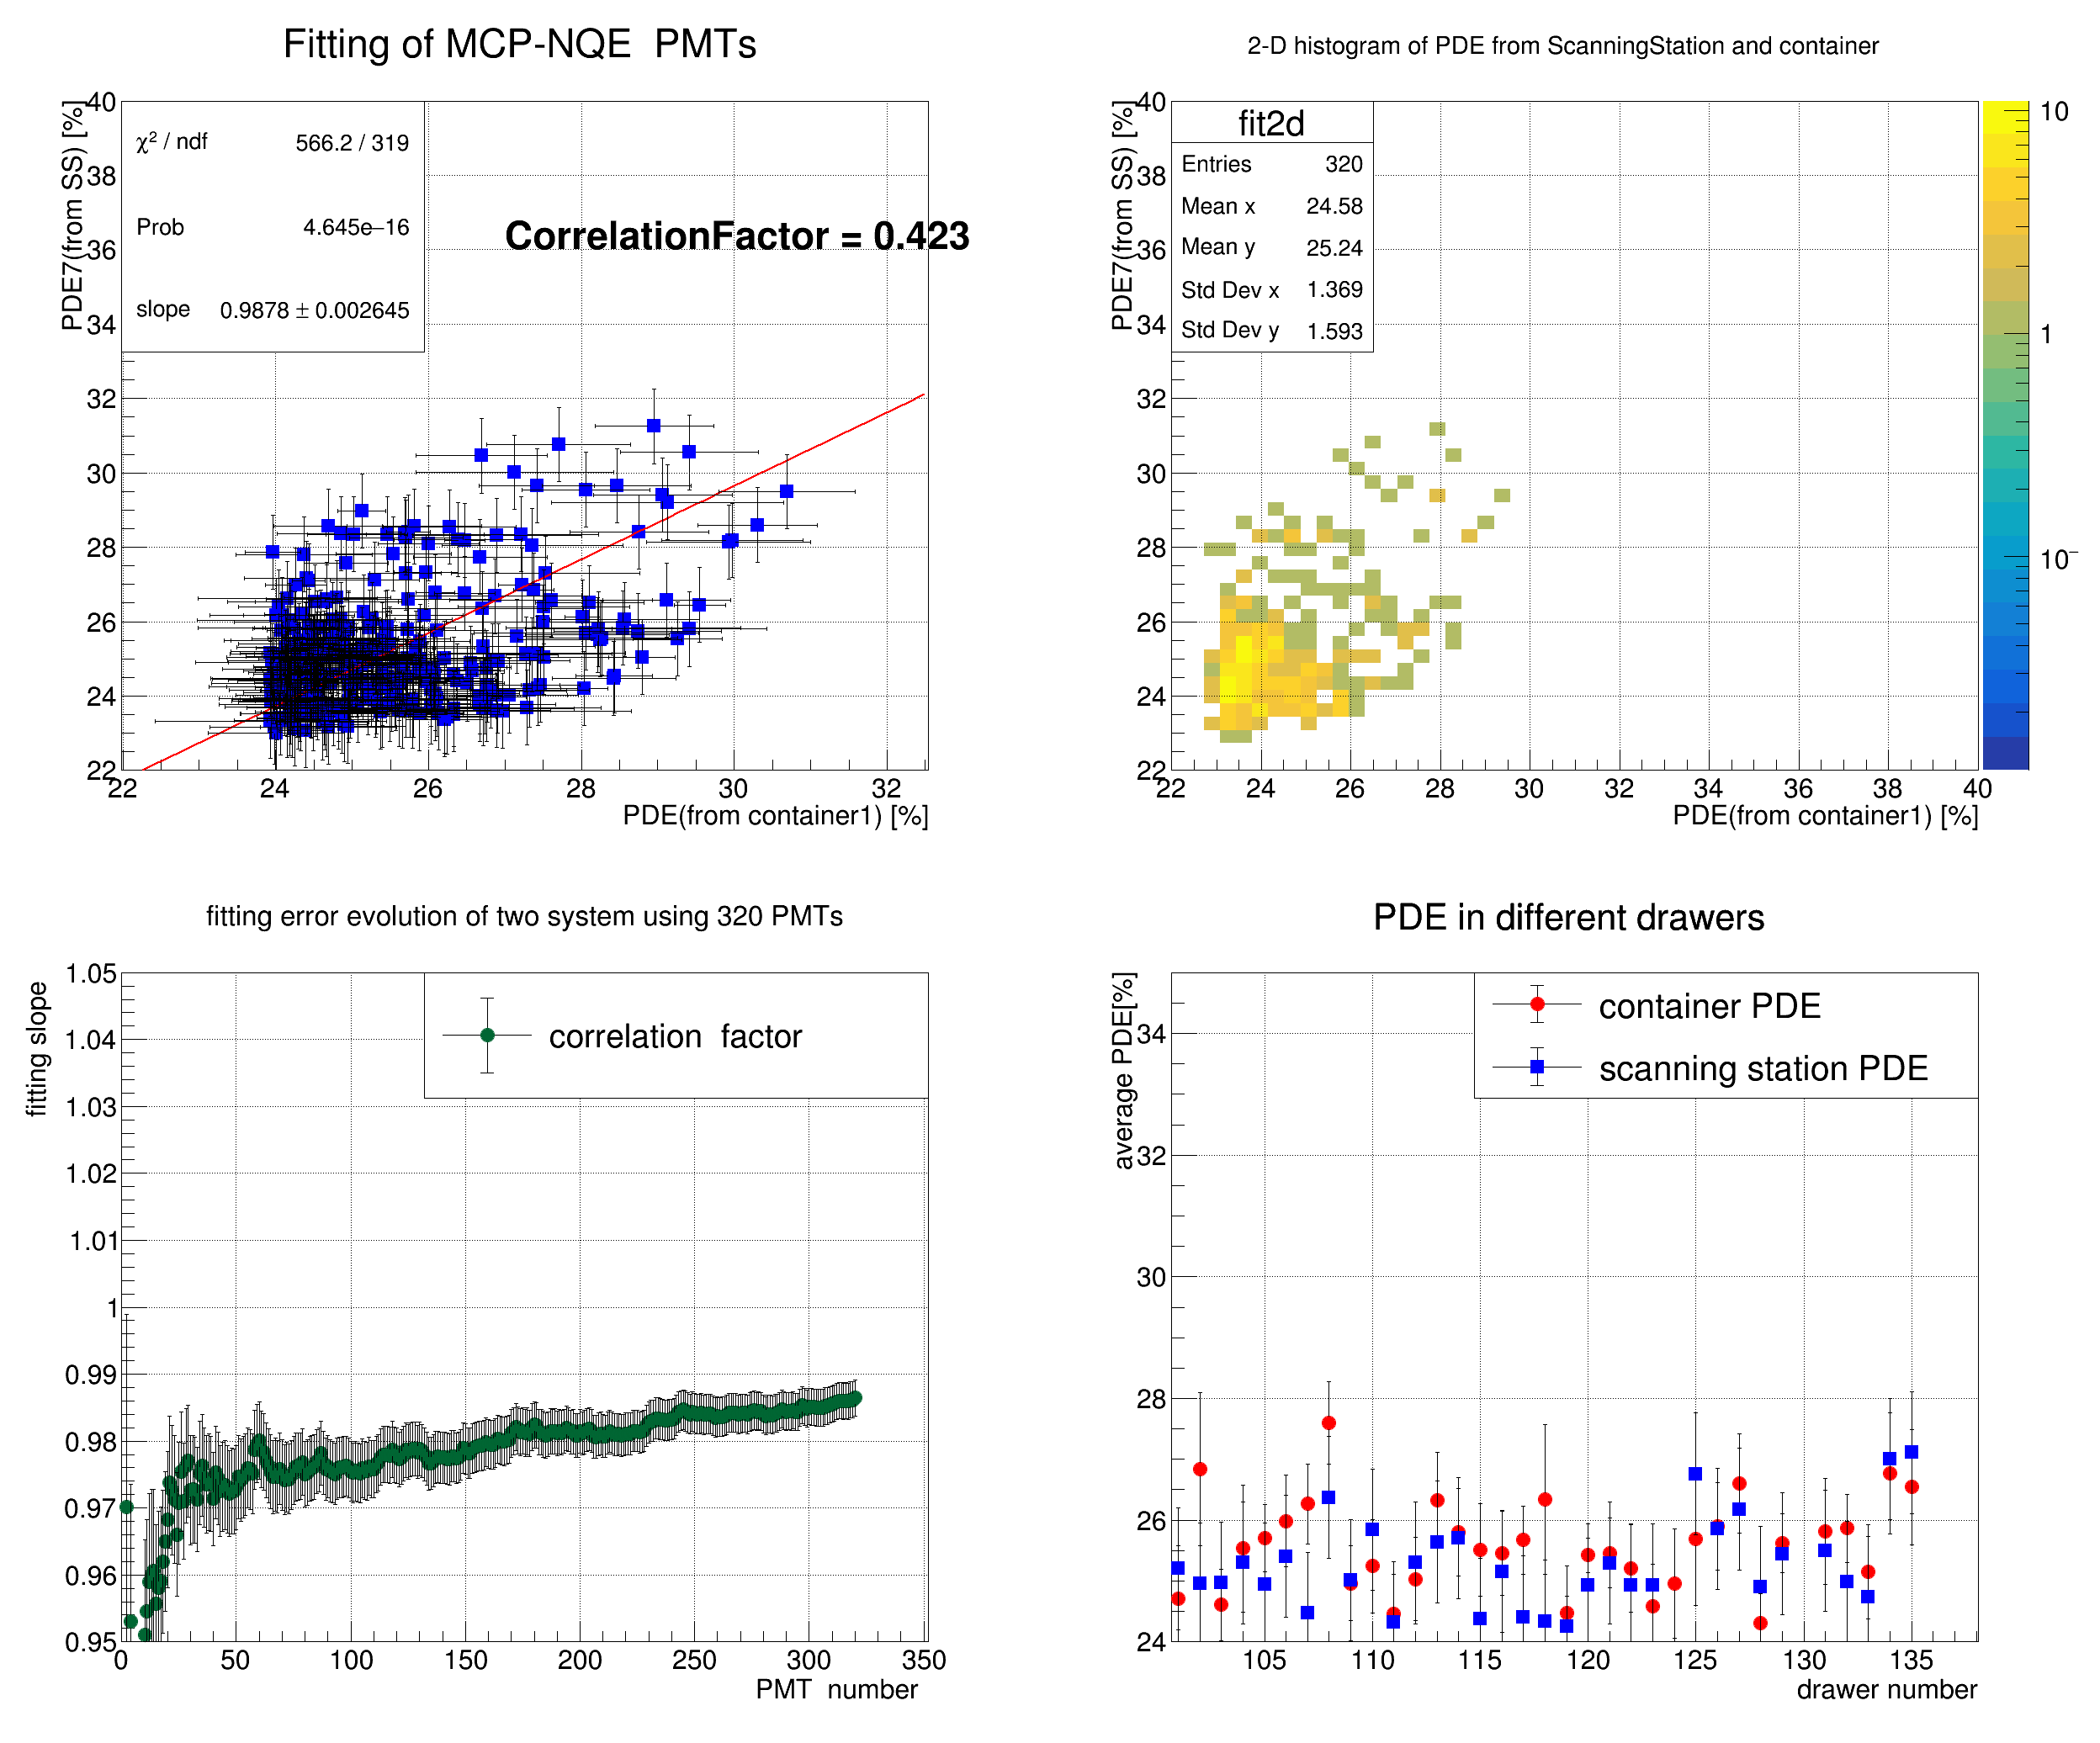 Fitting of MCP-NQE PMTs
PDE7(from SS) [%]
40
38
36
34
32
30
28
26
24
22
χ² / ndf 566.2 / 319
Prob 4.645e−16
slope 0.9878 ± 0.002645
CorrelationFactor = 0.423
22 24 26 28 30 32
PDE(from container1) [%]
2-D histogram of PDE from ScanningStation and container
PDE7(from SS) [%]
40
38
36
34
32
30
28
26
24
22
fit2d
Entries 320
Mean x 24.58
Mean y 25.24
Std Dev x 1.369
Std Dev y 1.593
10
1
10−
22 24 26 28 30 32 34 36 38 40
PDE(from container1) [%]
fitting error evolution of two system using 320 PMTs
fitting slope
1.05
1.04
1.03
1.02
1.01
1
0.99
0.98
0.97
0.96
0.95
correlation factor
0 50 100 150 200 250 300 350
PMT number
PDE in different drawers
average PDE[%]
34
32
30
28
26
24
container PDE
scanning station PDE
105 110 115 120 125 130 135
drawer number